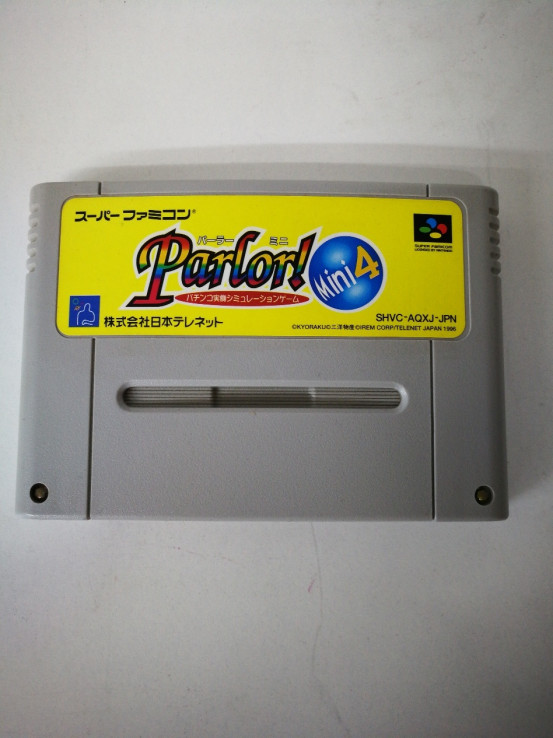 スーパーファミコン®
パーラー ミニ
Parlor! Mini 4
パチンコ実機シミュレーションゲーム
株式会社日本テレネット
SUPER FAMICOM
LICENSED BY NINTENDO
SHVC-AQXJ-JPN
©KYORAKU©三洋物産©IREM CORP/TELENET JAPAN 1996